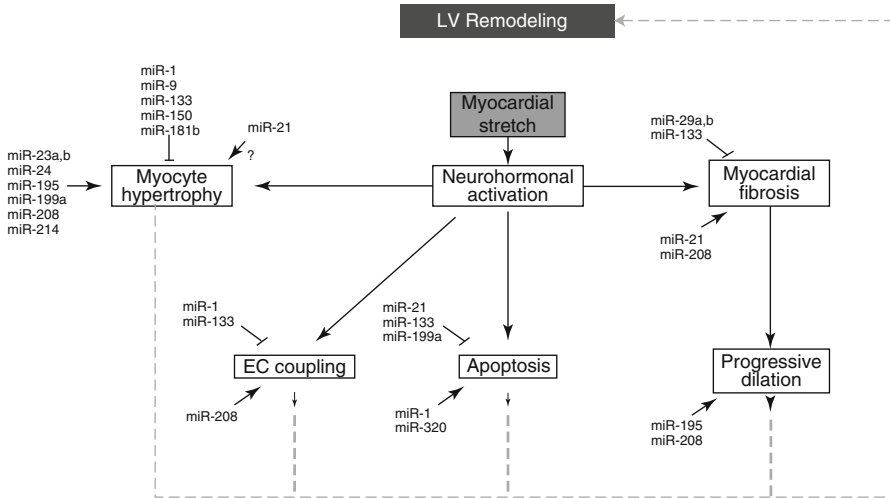 LV Remodeling
miR-1
miR-9
miR-133
miR-150
miR-181b
miR-21
?
miR-23a,b
miR-24
miR-195
miR-199a
miR-208
miR-214
Myocyte
hypertrophy
Myocardial
stretch
Neurhormonal
activation
miR-29a,b
miR-133
Myocardial
fibrosis
miR-21
miR-208
miR-1
miR-133
EC coupling
miR-208
miR-21
miR-133
miR-199a
Apoptosis
miR-1
miR-320
Progressive
dilation
miR-195
miR-208